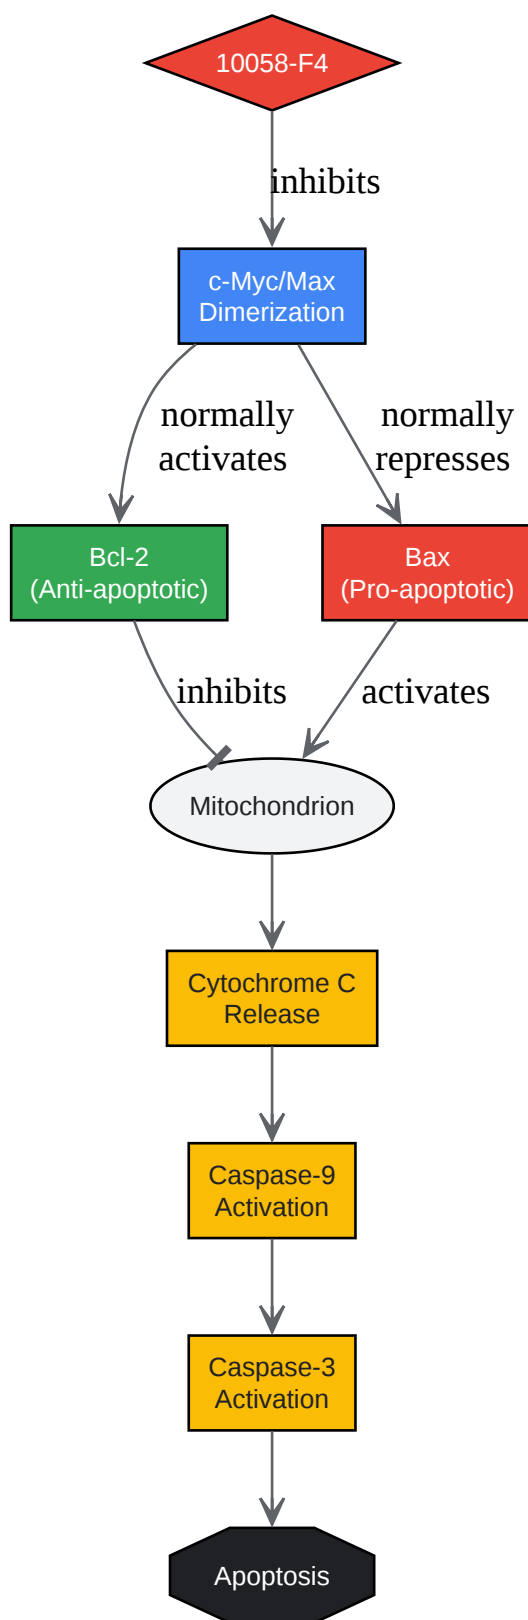 10058-F4
inhibits
c-Myc/Max
Dimerization
normally
activates
normally
represses
Bcl-2
(Anti-apoptotic)
Bax
(Pro-apoptotic)
inhibits
activates
Mitochondrion
Cytochrome C
Release
Caspase-9
Activation
Caspase-3
Activation
Apoptosis